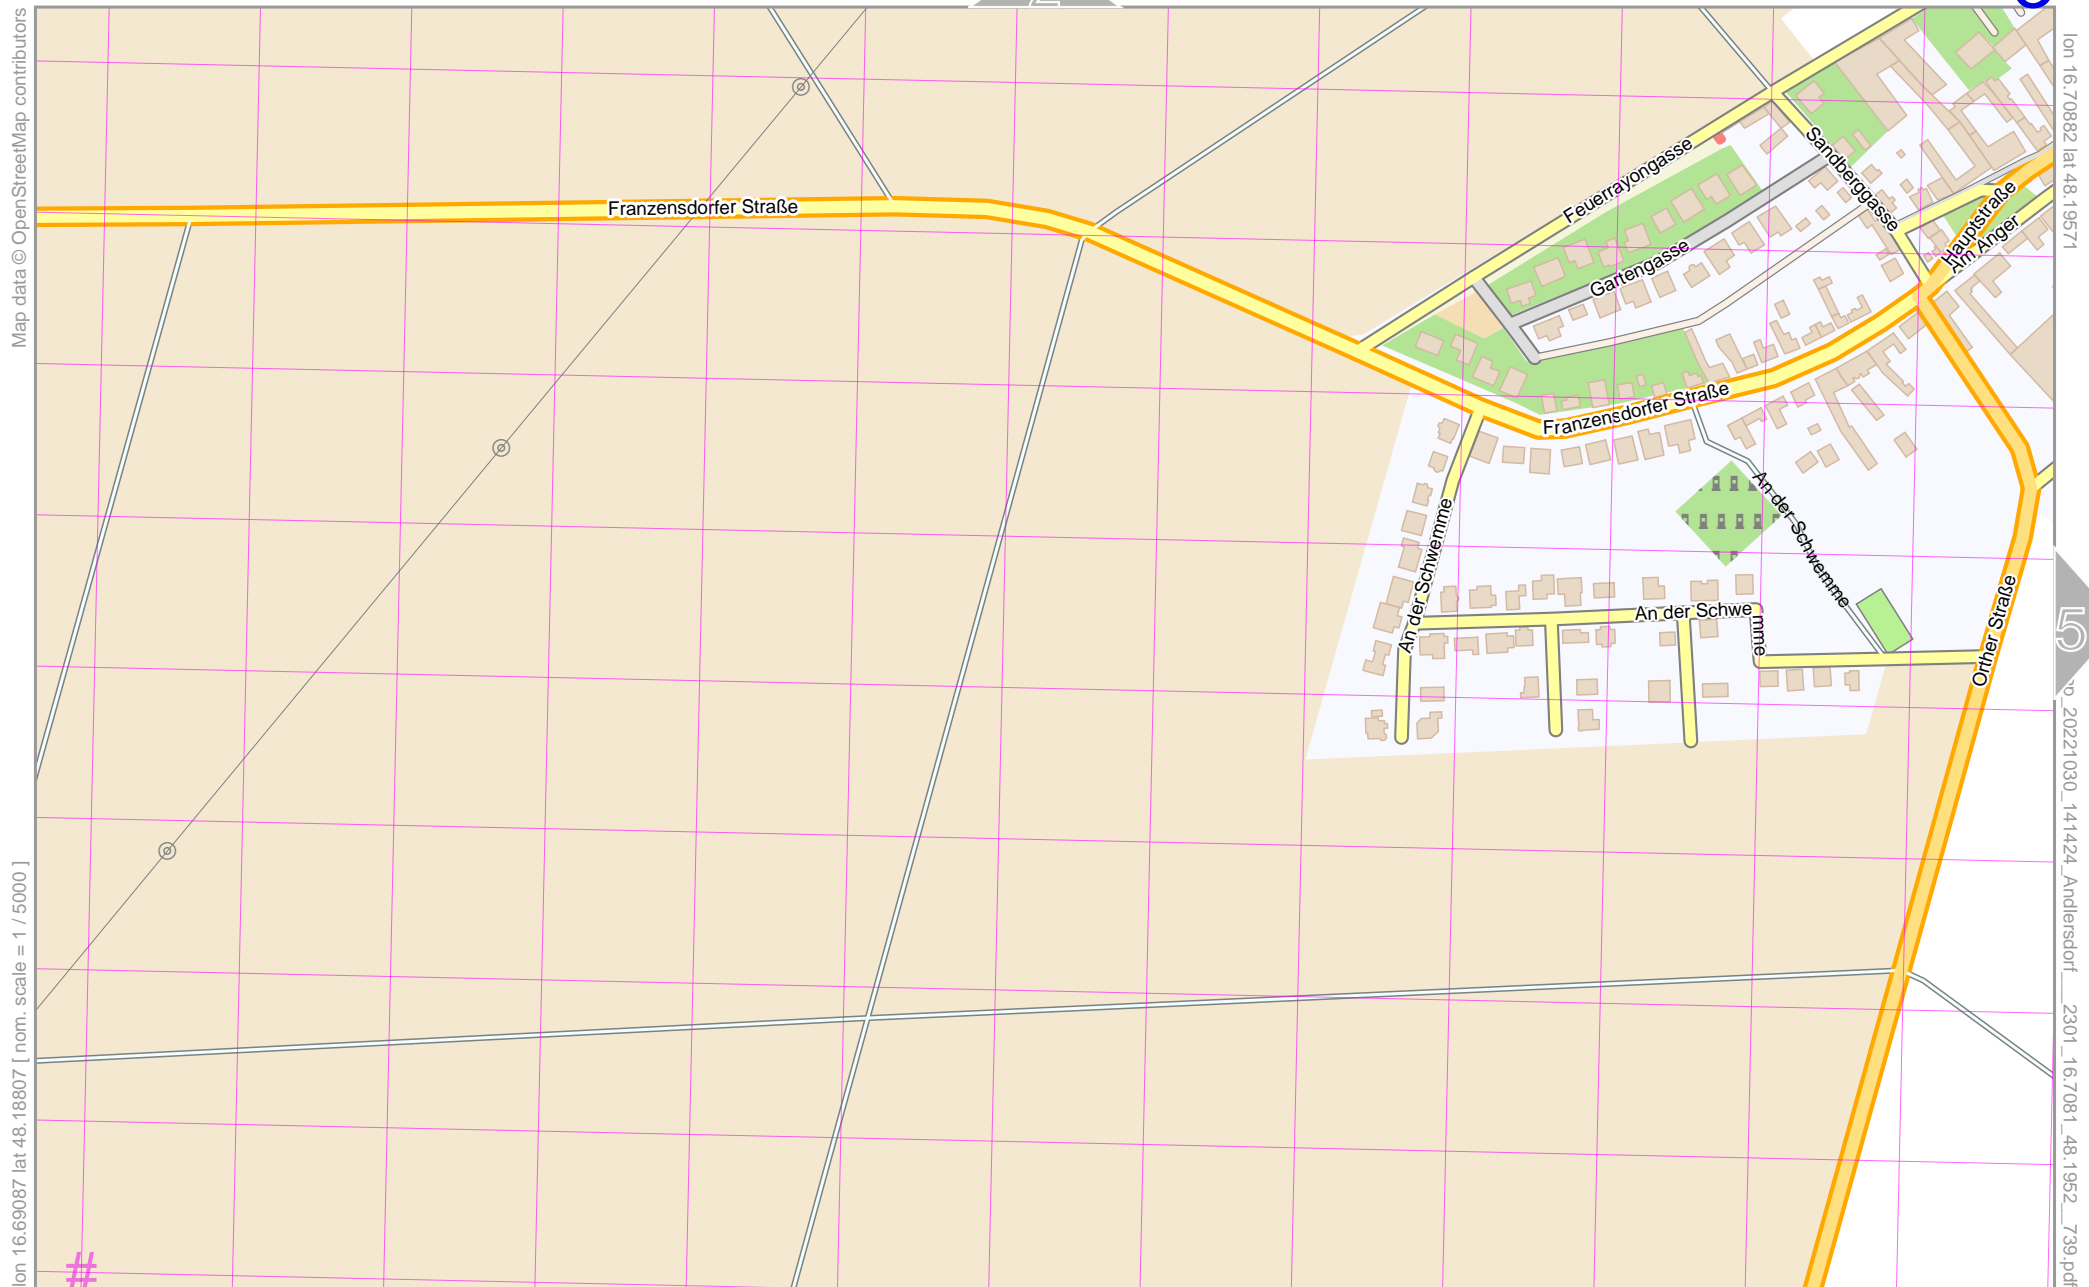 Map data © OpenStreetMap contributors
lon 16.69087 lat 48.18807 [ nom. scale = 1 / 5000 ]
lon 16.70882 lat 48.19571
Franzensdorfer Straße
Feuerrayongasse
Sandberggasse
Gartengasse
Hauptstraße
Am Anger
Franzensdorfer Straße
An der Schwemme
An der Schwemme
An der Schwemme
Orther Straße
5
_20221030_141424_Andlersdorf__2301_16.7081_48.1952__739.pdf
#